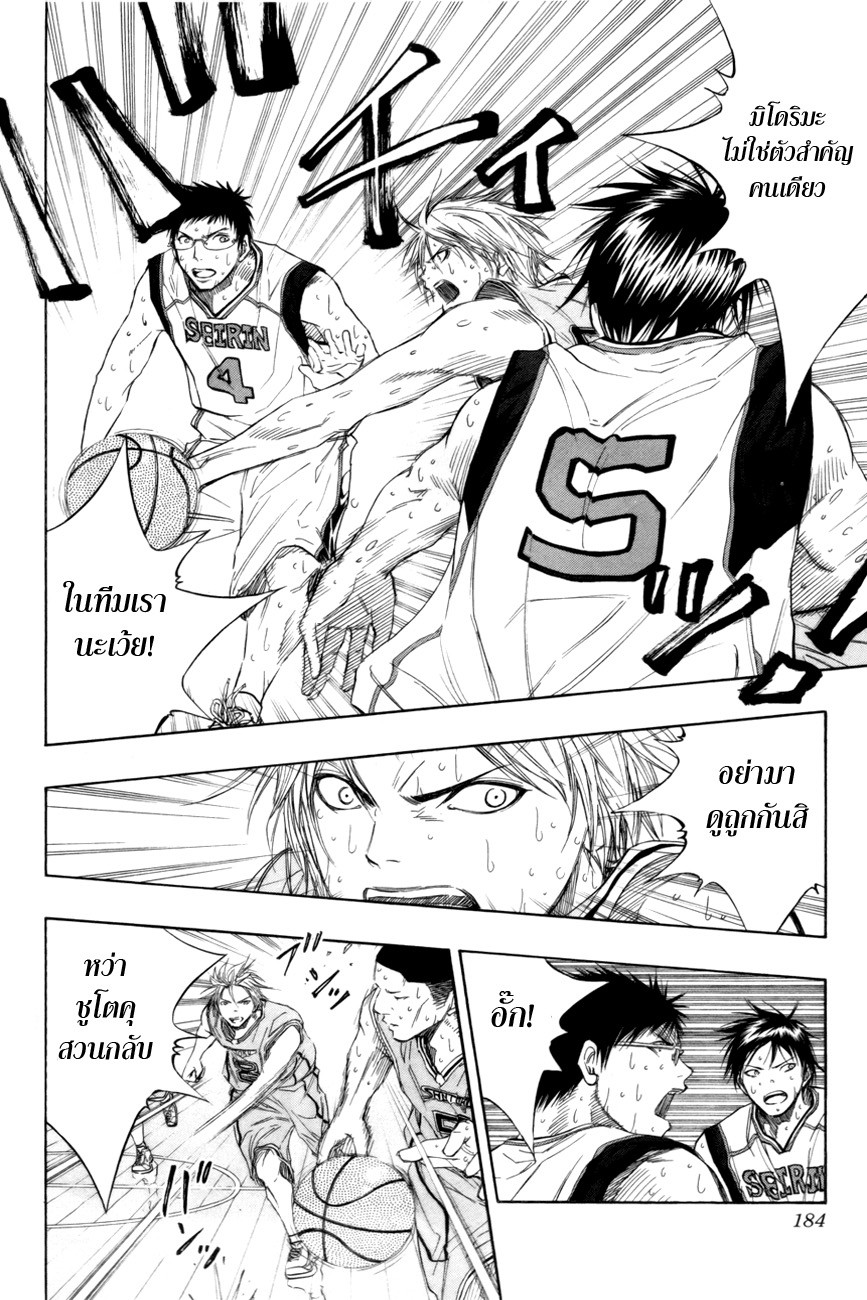 มิโดริมะ
ไม่ใช่ตัวสำคัญ
คนเดียว
SEIRIN
4
5
ในทีมเรา
นะเว้ย!
อย่ามา
ดูถูกกันสิ
อั๊ก!
SEIRIN
หว่า
ชูโตคุ
สวนกลับ
184